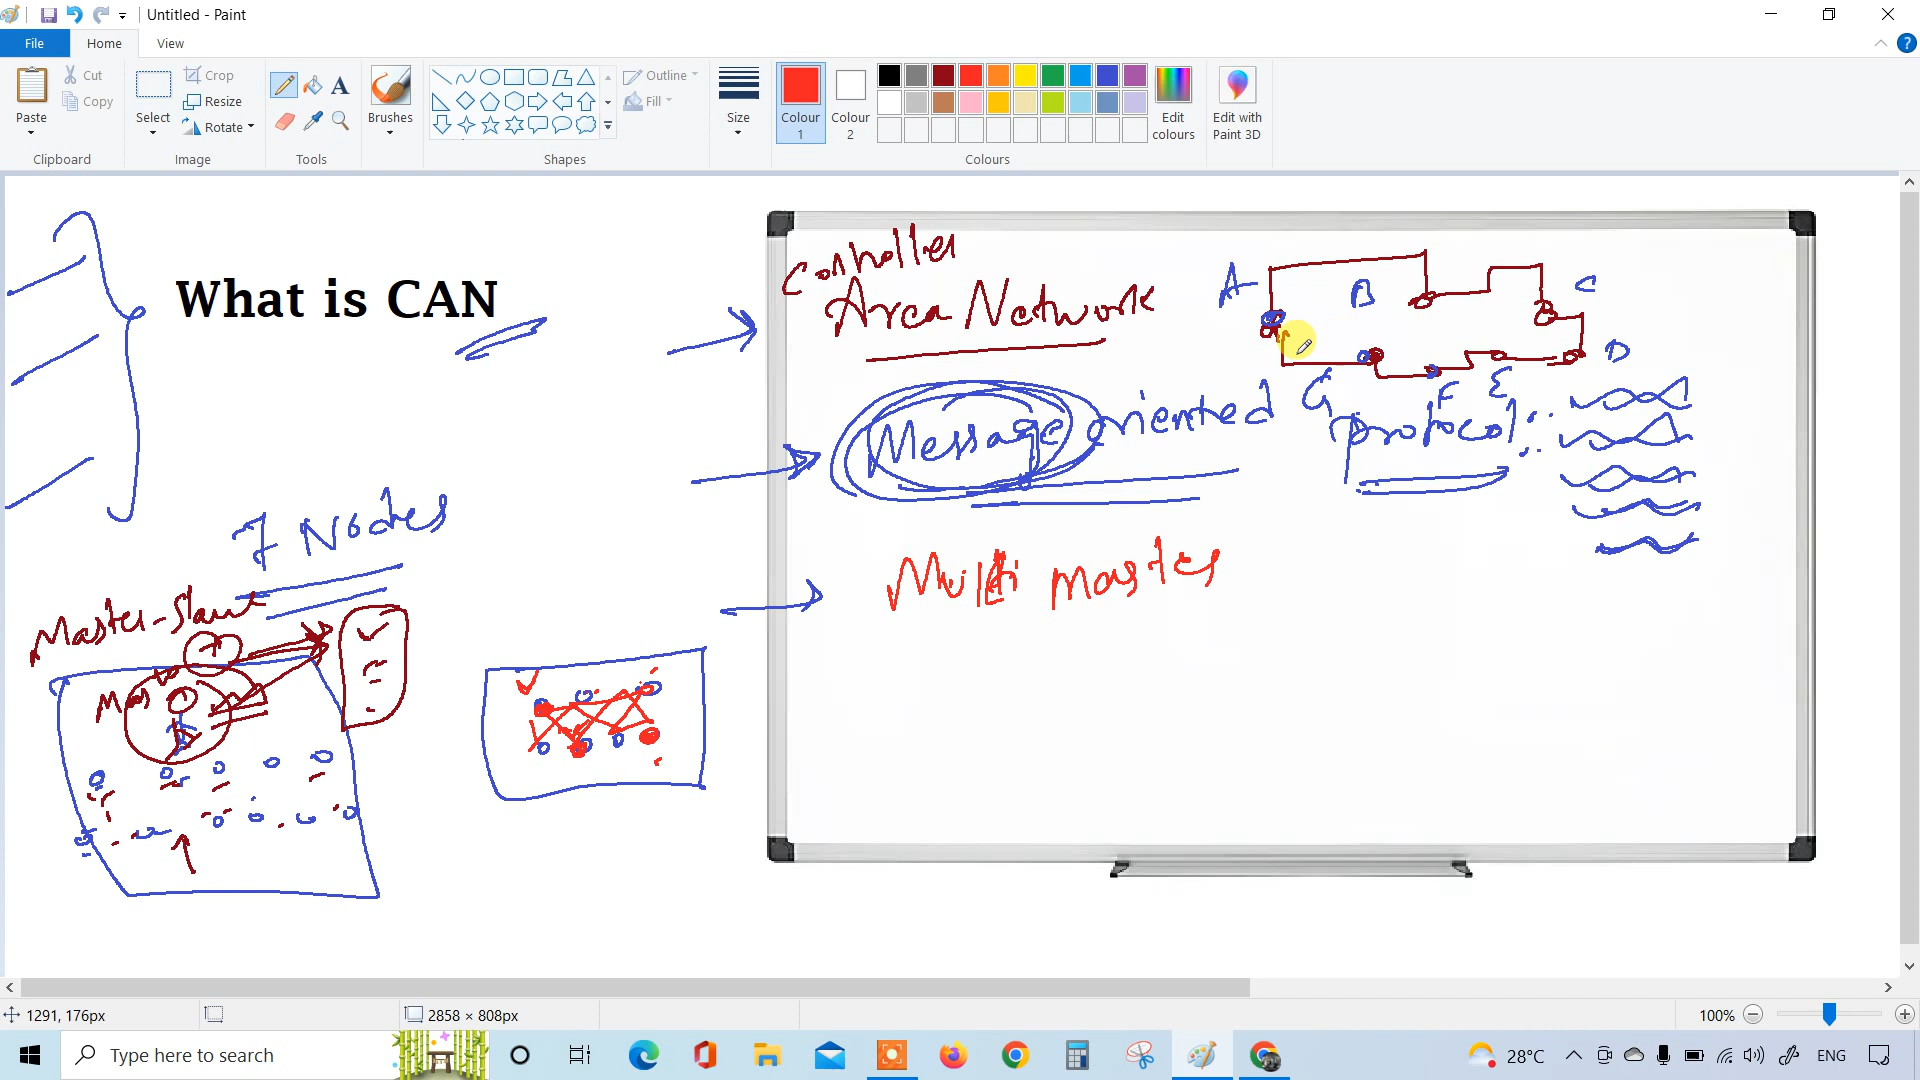 Untitled - Paint
File Home View
Paste
Cut
Copy
Clipboard
Select
Crop
Resize
Rotate
Image
Tools
Brushes
Shapes
Outline
Fill
Size
Colour 1
Colour 2
Colours
Edit colours
Edit with Paint 3D
What is CAN
Controller
Area Network
A B C
D
G F E
Message oriented protocol:
7 Nodes
Multi Master
Master-Slave
1291, 176px
2858 × 808px
100%
Type here to search
28°C
ENG